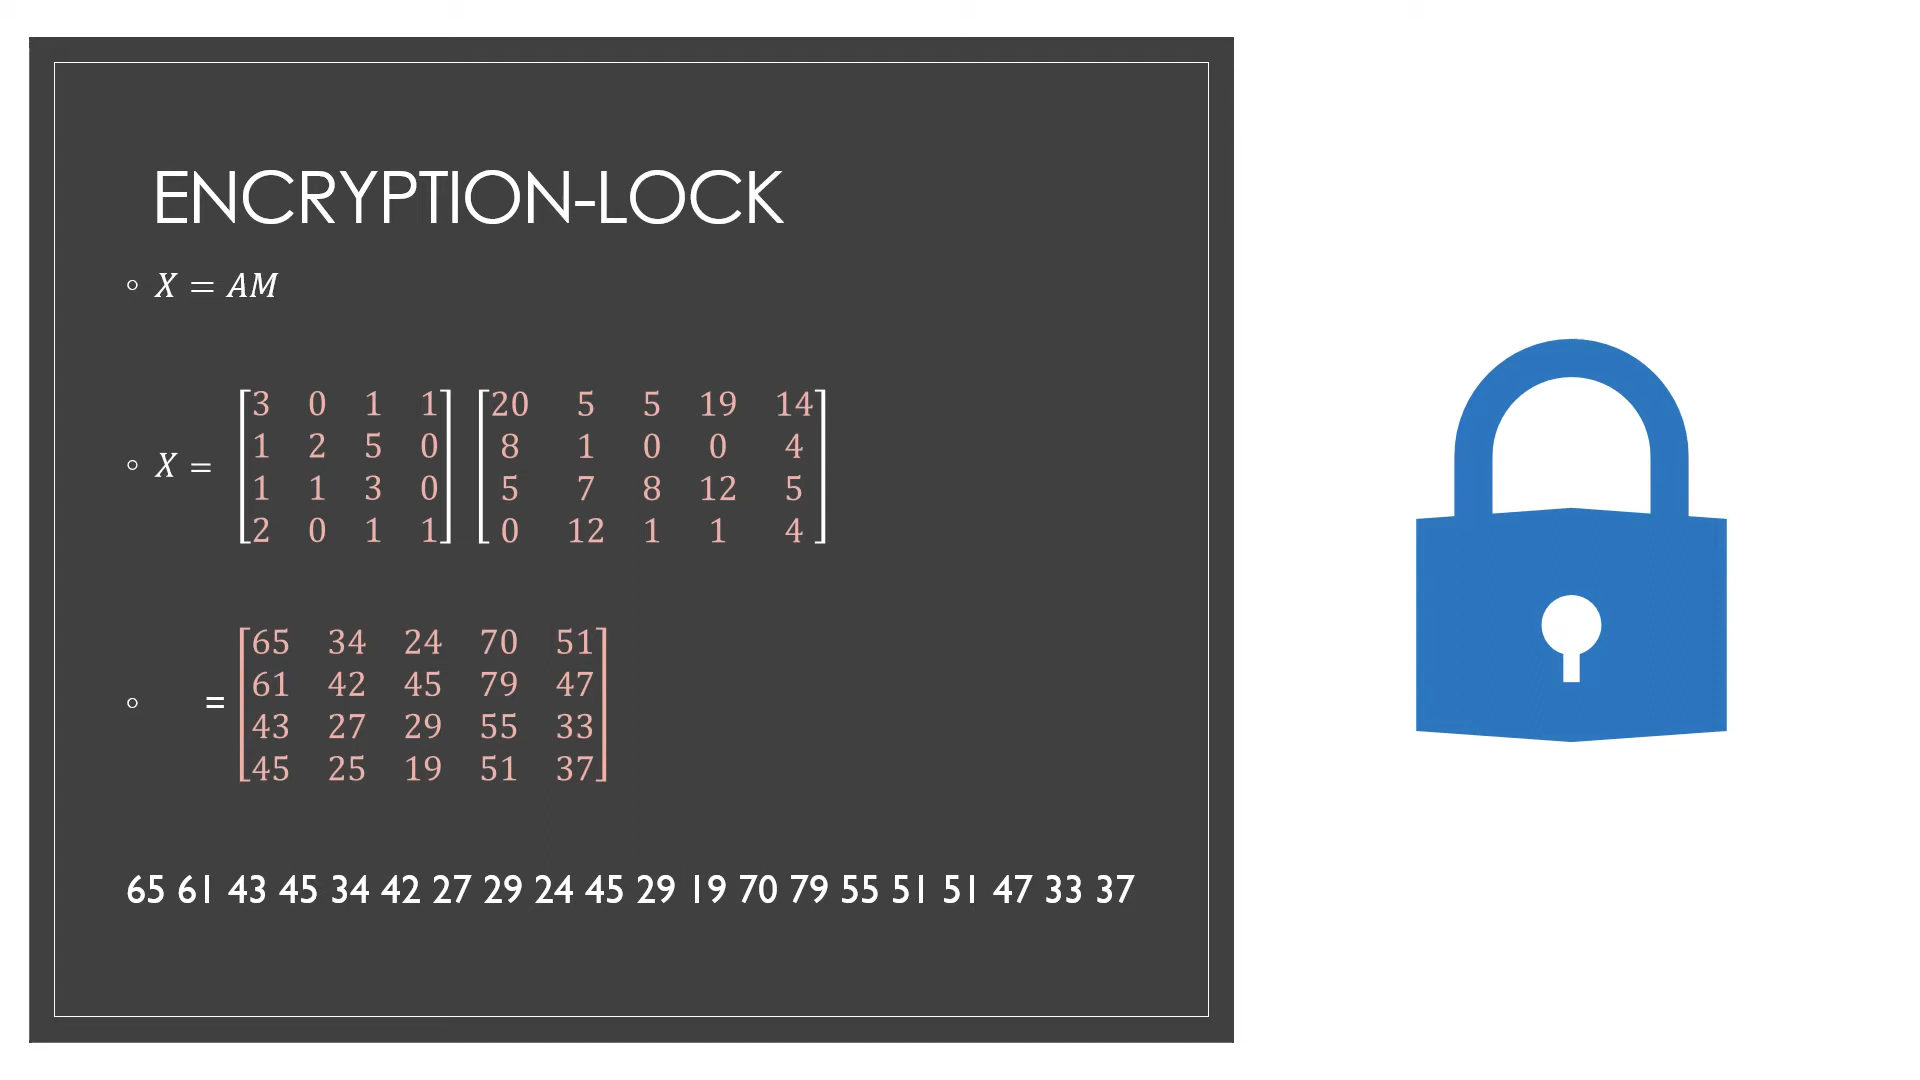 ENCRYPTION-LOCK
◦ X = AM
◦ X = [3 0 1 1; 1 2 5 0; 1 1 3 0; 2 0 1 1] [20 5 5 19 14; 8 1 0 0 4; 5 7 8 12 5; 0 12 1 1 4]
◦ = [65 34 24 70 51; 61 42 45 79 47; 43 27 29 55 33; 45 25 19 51 37]
65 61 43 45 34 42 27 29 24 45 29 19 70 79 55 51 51 47 33 37